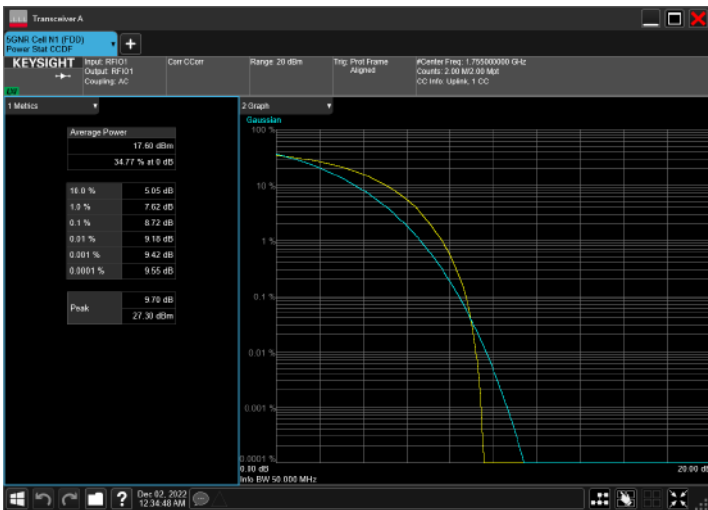 Transceiver A
5GNR Cell N1 (FDD)
Power Stat CCDF
KEYSIGHT
Input: RFIO1
Output: RFIO1
Coupling: AC
Corr CCorr
Range: 20 dBm
Trig: Prot Frame
Aligned
#Center Freq: 1.755000000 GHz
Counts: 2.00 M/2.00 Mpt
CC Info: Uplink, 1 CC
1 Metrics
Average Power
17.60 dBm
34.77 % at 0 dB
10.0 % 5.05 dB
1.0 % 7.62 dB
0.1 % 8.72 dB
0.01 % 9.18 dB
0.001 % 9.42 dB
0.0001 % 9.55 dB
Peak
9.70 dB
27.30 dBm
2 Graph
Gaussian
100 %
10 %
1 %
0.1 %
0.01 %
0.001 %
0.0001 %
0.00 dB
20.00 dB
Info BW 50.000 MHz
Dec 02, 2022
12:34:48 AM